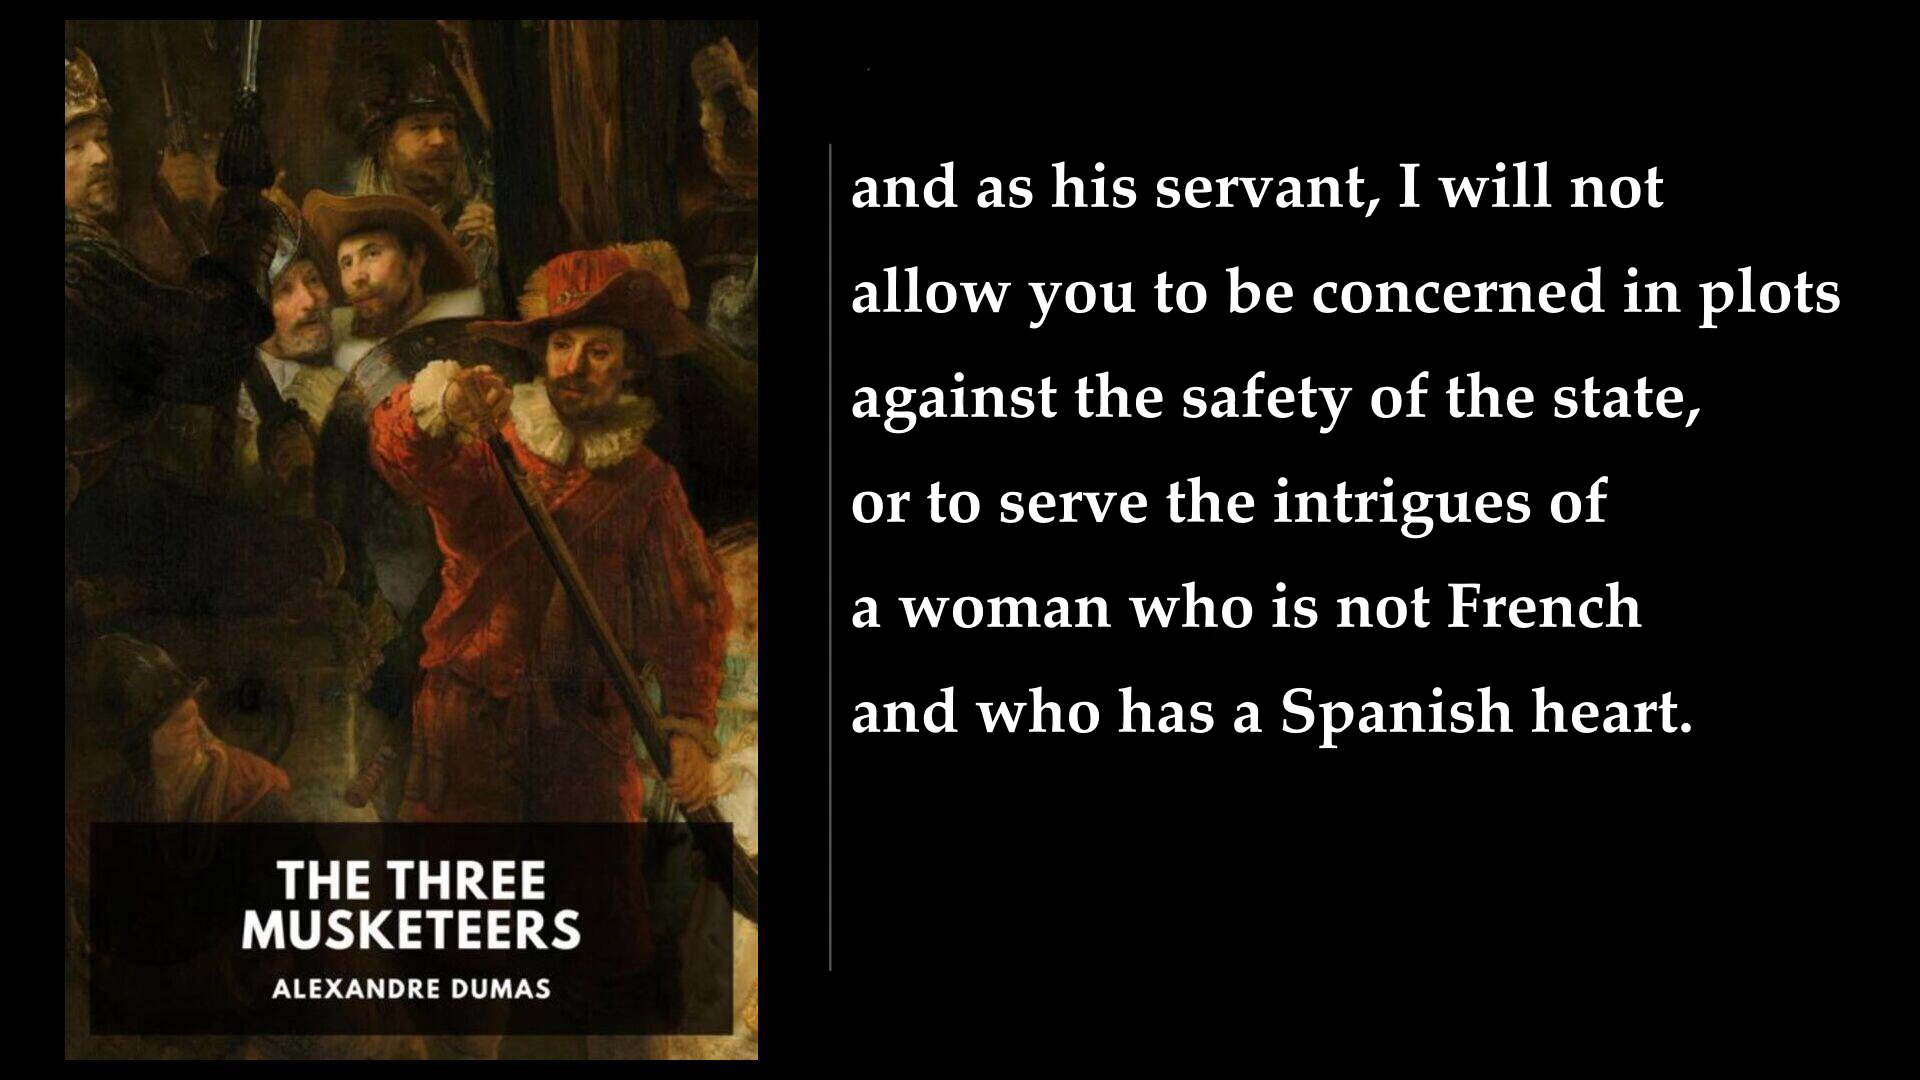 THE THREE
MUSKETEERS
ALEXANDRE DUMAS
and as his servant, I will not
allow you to be concerned in plots
against the safety of the state,
or to serve the intrigues of
a woman who is not French
and who has a Spanish heart.